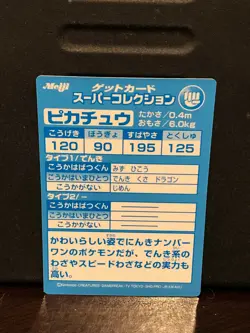 Meiji
ゲットカード
スーパーコレクション
ピカチュウ
たかさ/0.4m
おもさ/6.0kg
こうげき ぼうぎょ すばやさ とくしゅ
120 90 195 125
タイプ1/でんき
こうかはばつぐん みず ひこう
こうかはいまひとつ でんき くさ ドラゴン
こうかがない じめん
タイプ2/ー
こうかはばつぐん
こうかはいまひとつ
こうかがない
かわいらしい姿でにんきナンバー
ワンのポケモンだが、でんき系の
わざやスピードわざなどの実力も
高い。